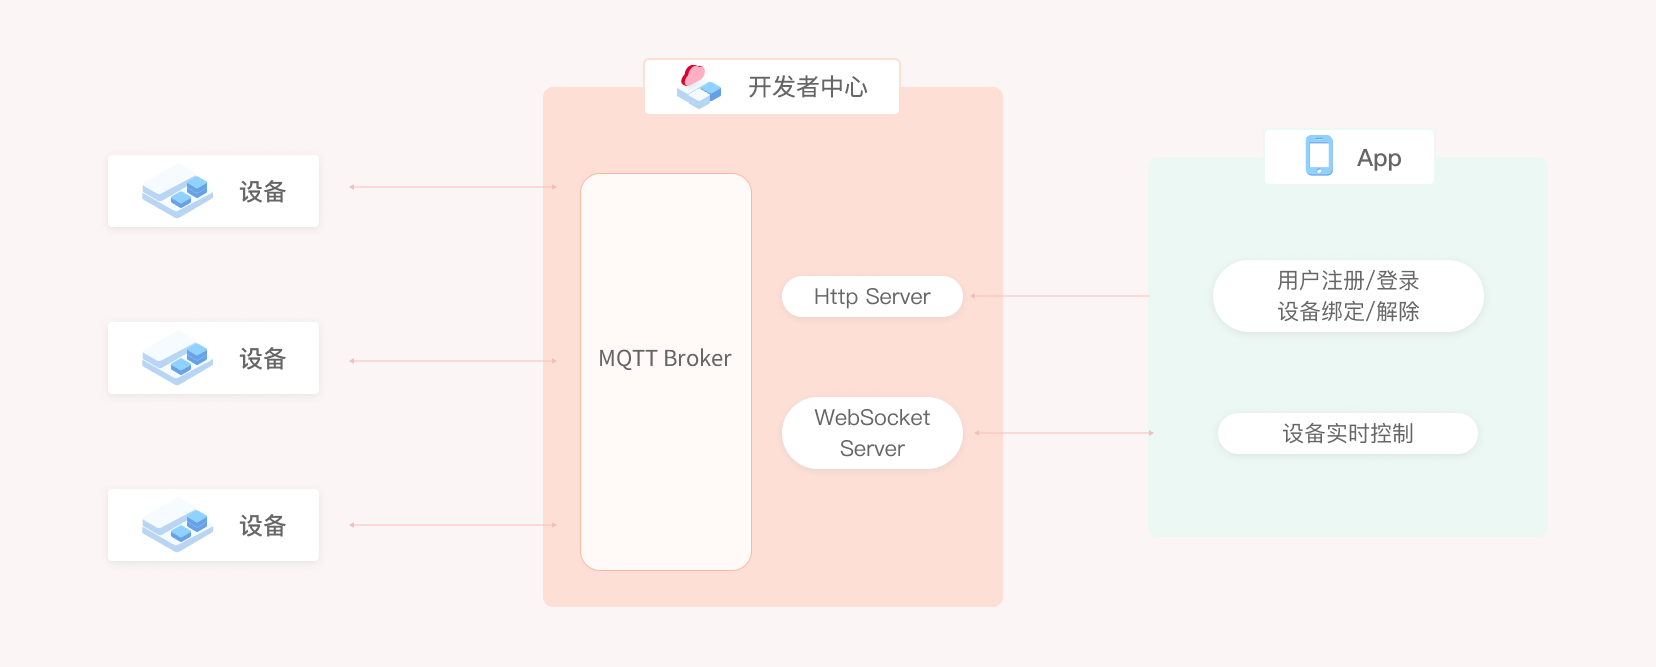 开发者中心
App
设备
设备
设备
MQTT Broker
Http Server
WebSocket
Server
用户注册/登录
设备绑定/解除
设备实时控制